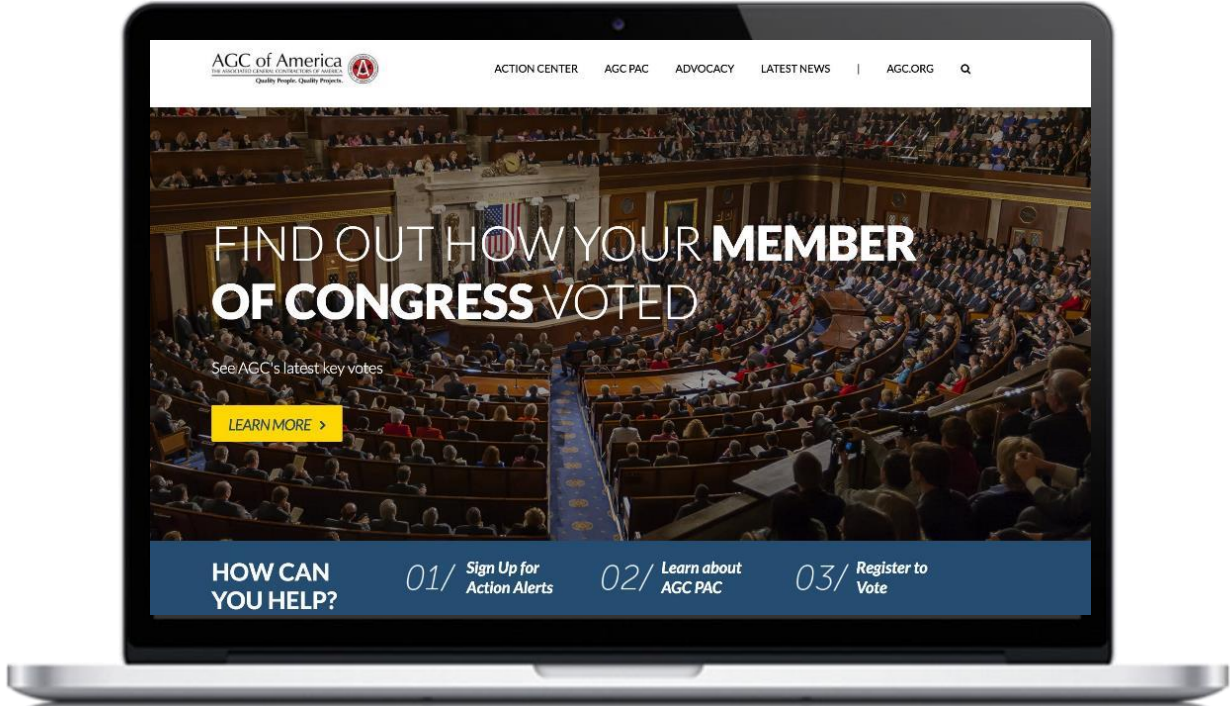 AGC of America
THE ASSOCIATED GENERAL CONTRACTORS OF AMERICA
Quality People. Quality Projects.
A
ACTION CENTER AGC PAC ADVOCACY LATEST NEWS | AGC.ORG
FIND OUT HOW YOUR MEMBER
OF CONGRESS VOTED
See AGC's latest key votes
LEARN MORE >
HOW CAN
YOU HELP?
01/ Sign Up for
Action Alerts
02/ Learn about
AGC PAC
03/ Register to
Vote